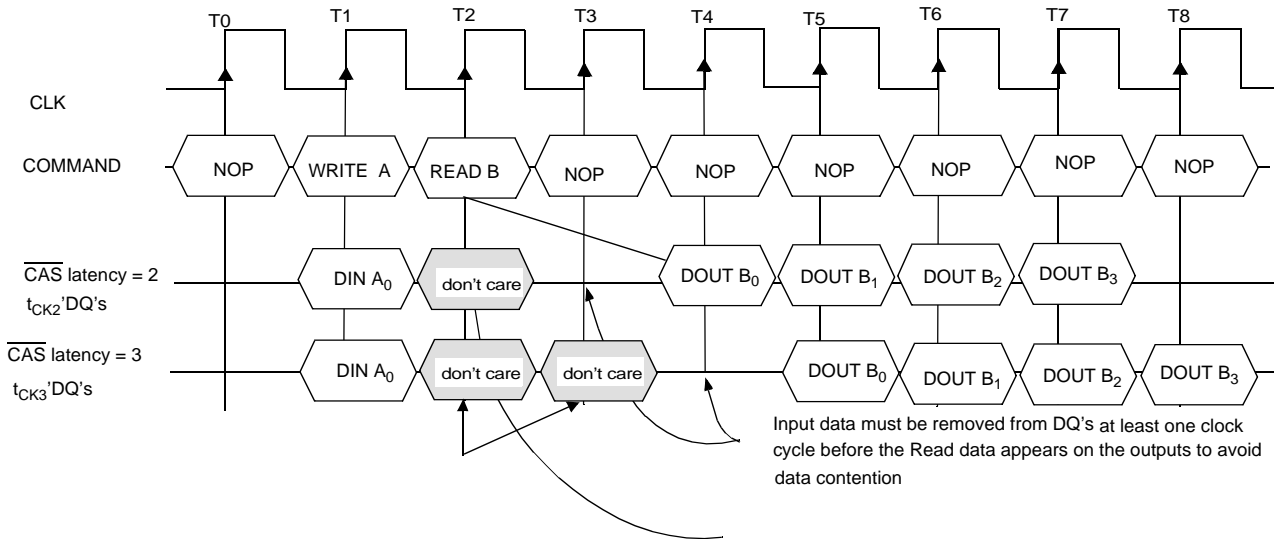 T0 T1 T2 T3 T4 T5 T6 T7 T8
CLK
COMMAND NOP WRITE A READ B NOP NOP NOP NOP NOP NOP
CAS latency = 2 DIN A0 don't care DOUT B0 DOUT B1 DOUT B2 DOUT B3
tCK2'DQ's
CAS latency = 3 DIN A0 don't care don't care DOUT B0 DOUT B1 DOUT B2 DOUT B3
tCK3'DQ's
Input data must be removed from DQ's at least one clock
cycle before the Read data appears on the outputs to avoid
data contention